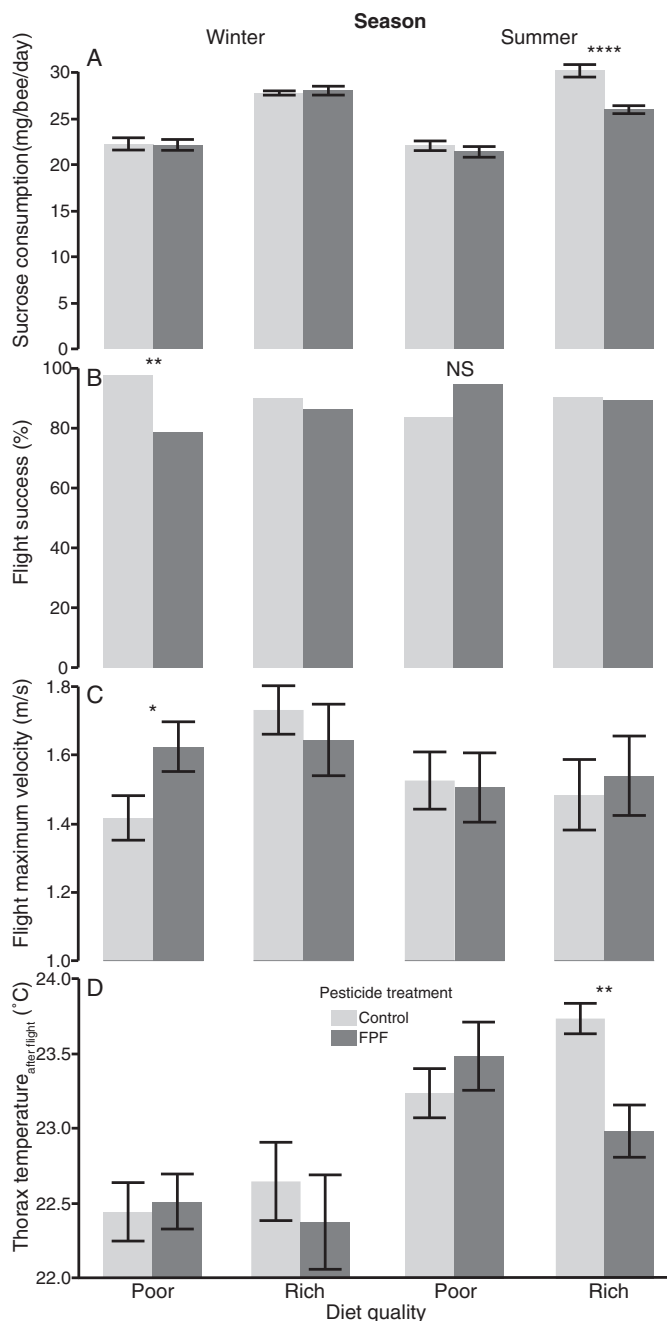 Season
Winter Summer
A
****
Sucrose consumption(mg/bee/day)
30
25
20
15
10
5
0
B
**
NS
Flight success (%)
100
80
60
40
20
0
C
*
Flight maximum velocity (m/s)
1.8
1.6
1.4
1.2
1.0
D
**
Thorax temperature after flight (˚C)
24.0
23.5
23.0
22.5
22.0
Pesticide treatment
Control
FPF
Poor Rich Poor Rich
Diet quality